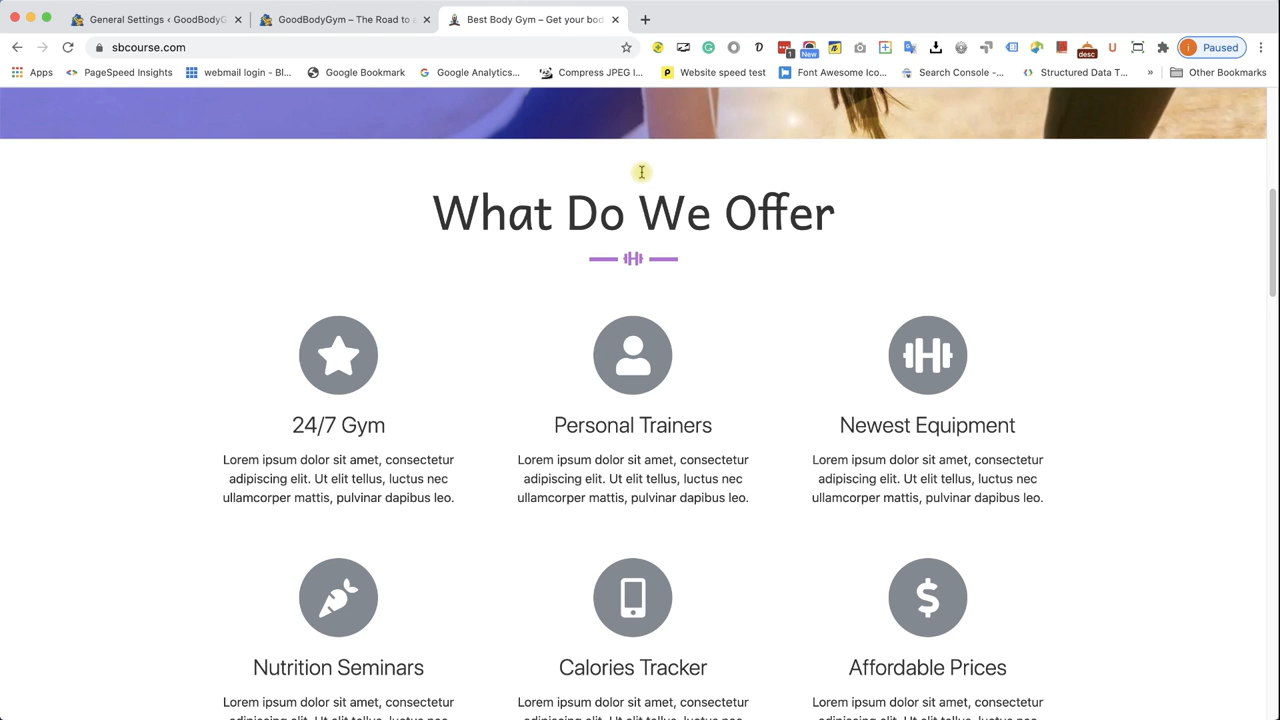 General Settings ‹ GoodBodyG
GoodBodyGym – The Road to a
Best Body Gym – Get your bod
sbcourse.com
1
New
desc
Paused
Apps
PageSpeed Insights
webmail login - Bl...
Google Bookmark
Google Analytics...
Compress JPEG I...
Website speed test
Font Awesome Ico...
Search Console -...
Structured Data T...
»
Other Bookmarks
What Do We Offer
24/7 Gym
Personal Trainers
Newest Equipment
Lorem ipsum dolor sit amet, consectetur
adipiscing elit. Ut elit tellus, luctus nec
ullamcorper mattis, pulvinar dapibus leo.
Lorem ipsum dolor sit amet, consectetur
adipiscing elit. Ut elit tellus, luctus nec
ullamcorper mattis, pulvinar dapibus leo.
Lorem ipsum dolor sit amet, consectetur
adipiscing elit. Ut elit tellus, luctus nec
ullamcorper mattis, pulvinar dapibus leo.
Nutrition Seminars
Calories Tracker
Affordable Prices
Lorem ipsum dolor sit amet, consectetur
Lorem ipsum dolor sit amet, consectetur
Lorem ipsum dolor sit amet, consectetur